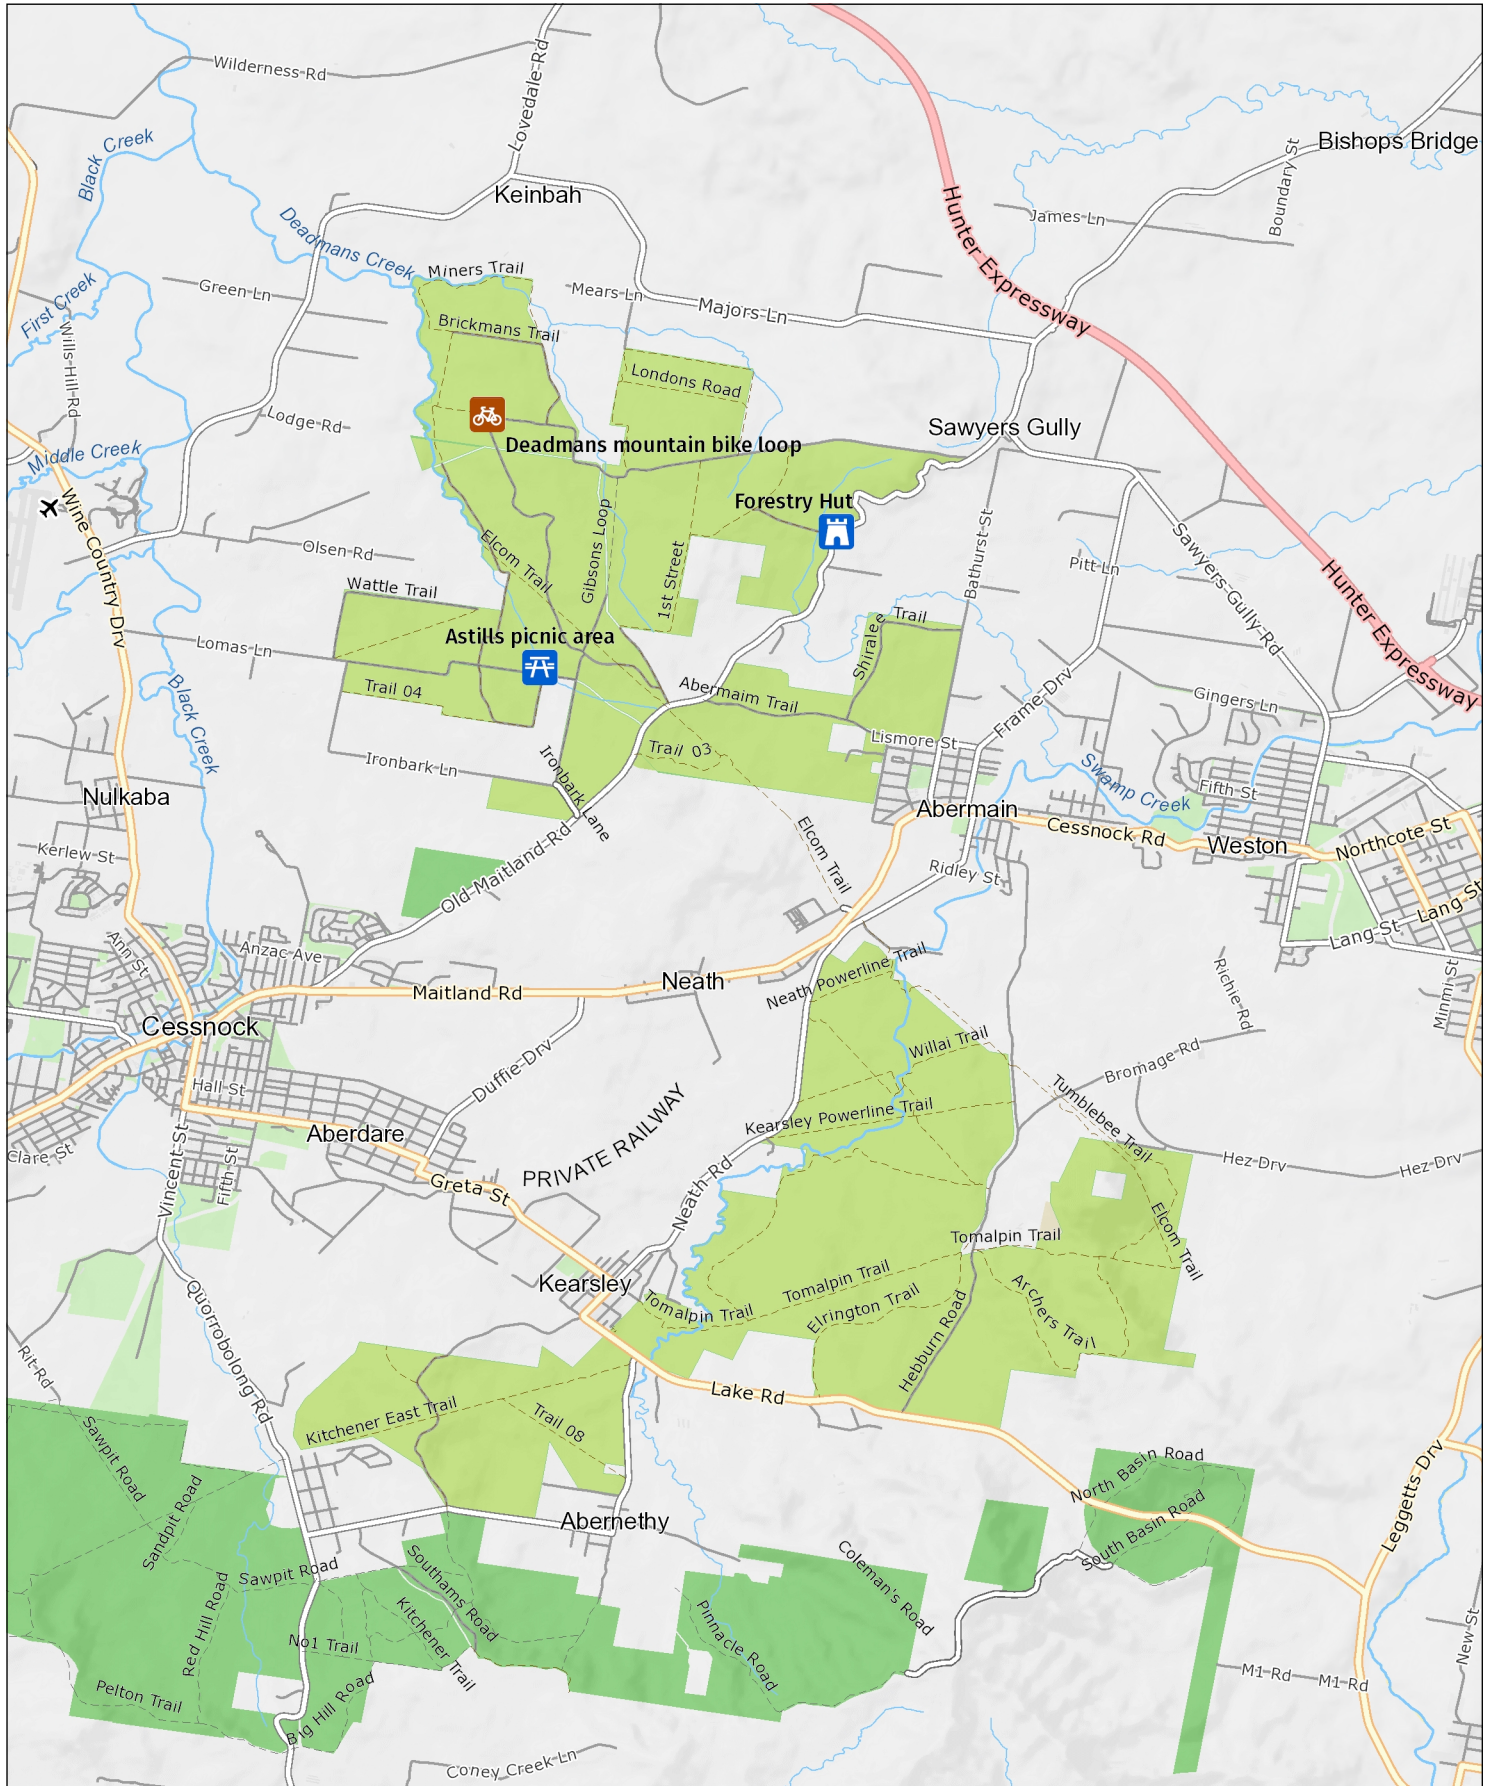 Wilderness Rd
Lovedale-Rd
Black Creek
Bishops Bridge
Boundary St
Keinbah
Hunter Expressway
James Ln
Deadmans Creek
Miners Trail
First Creek
Green Ln
Mears Ln
Majors Ln
Wills-Hill-Rd
Brickmans Trail
Londons Road
Lodge-Rd
Sawyers Gully
Deadmans mountain bike loop
Middle Creek
Forestry Hut
Wine-Country-Drv
Olsen Rd
Elcom Trail
Gibsons Loop
1st Street
Bathurst-St
Pitt Ln
Sawyers-Gully-Rd
Hunter Expressway
Wattle Trail
Astills picnic area
Shiralee Trail
Lomas Ln
Trail 04
Abermaim Trail
Gingers Ln
Frame-Drv
Black Creek
Lismore St
Trail 03
Ironbark Ln
Ironbark Lane
Swamp Creek
Fifth St
Nulkaba
Abermain
Cessnock Rd
Weston
Northcote St
Kerlew St
Elcom Trail
Old-Maitland-Rd
Ridley St
Lang St
Lang-St
Ann St
Anzac Ave
Neath Powerline Trail
Richie-Rd
Minmi St
Neath
Maitland Rd
Cessnock
Willai Trail
Bromage Rd
Duffie-Drv
Hall St
PRIVATE RAILWAY
Tumblebee Trail
Kearsley Powerline Trail
Aberdare
Clare-St
Vincent-St
Fifth St
Greta St
Neath-Rd
Hez Drv
Hez Drv
Elcom Trail
Tomalpin Trail
Kearsley
Tomalpin Trail
Tomalpin Trail
Elrington Trail
Archers Trail
Hebburn Road
Quorrobolong-Rd
Rit-Rd
Lake Rd
Kitchener East Trail
Trail 08
Sawpit Road
Sandpit Road
North Basin Road
South Basin Road
Leggetts Drv
Abernethy
Coleman's Road
Sawpit Road
Southams Road
Red Hill Road
Kitchener Trail
No1 Trail
Pinnacle Road
New-St
Pelton Trail
Big Hill Road
M1 Rd
M1 Rd
Coney Creek Ln